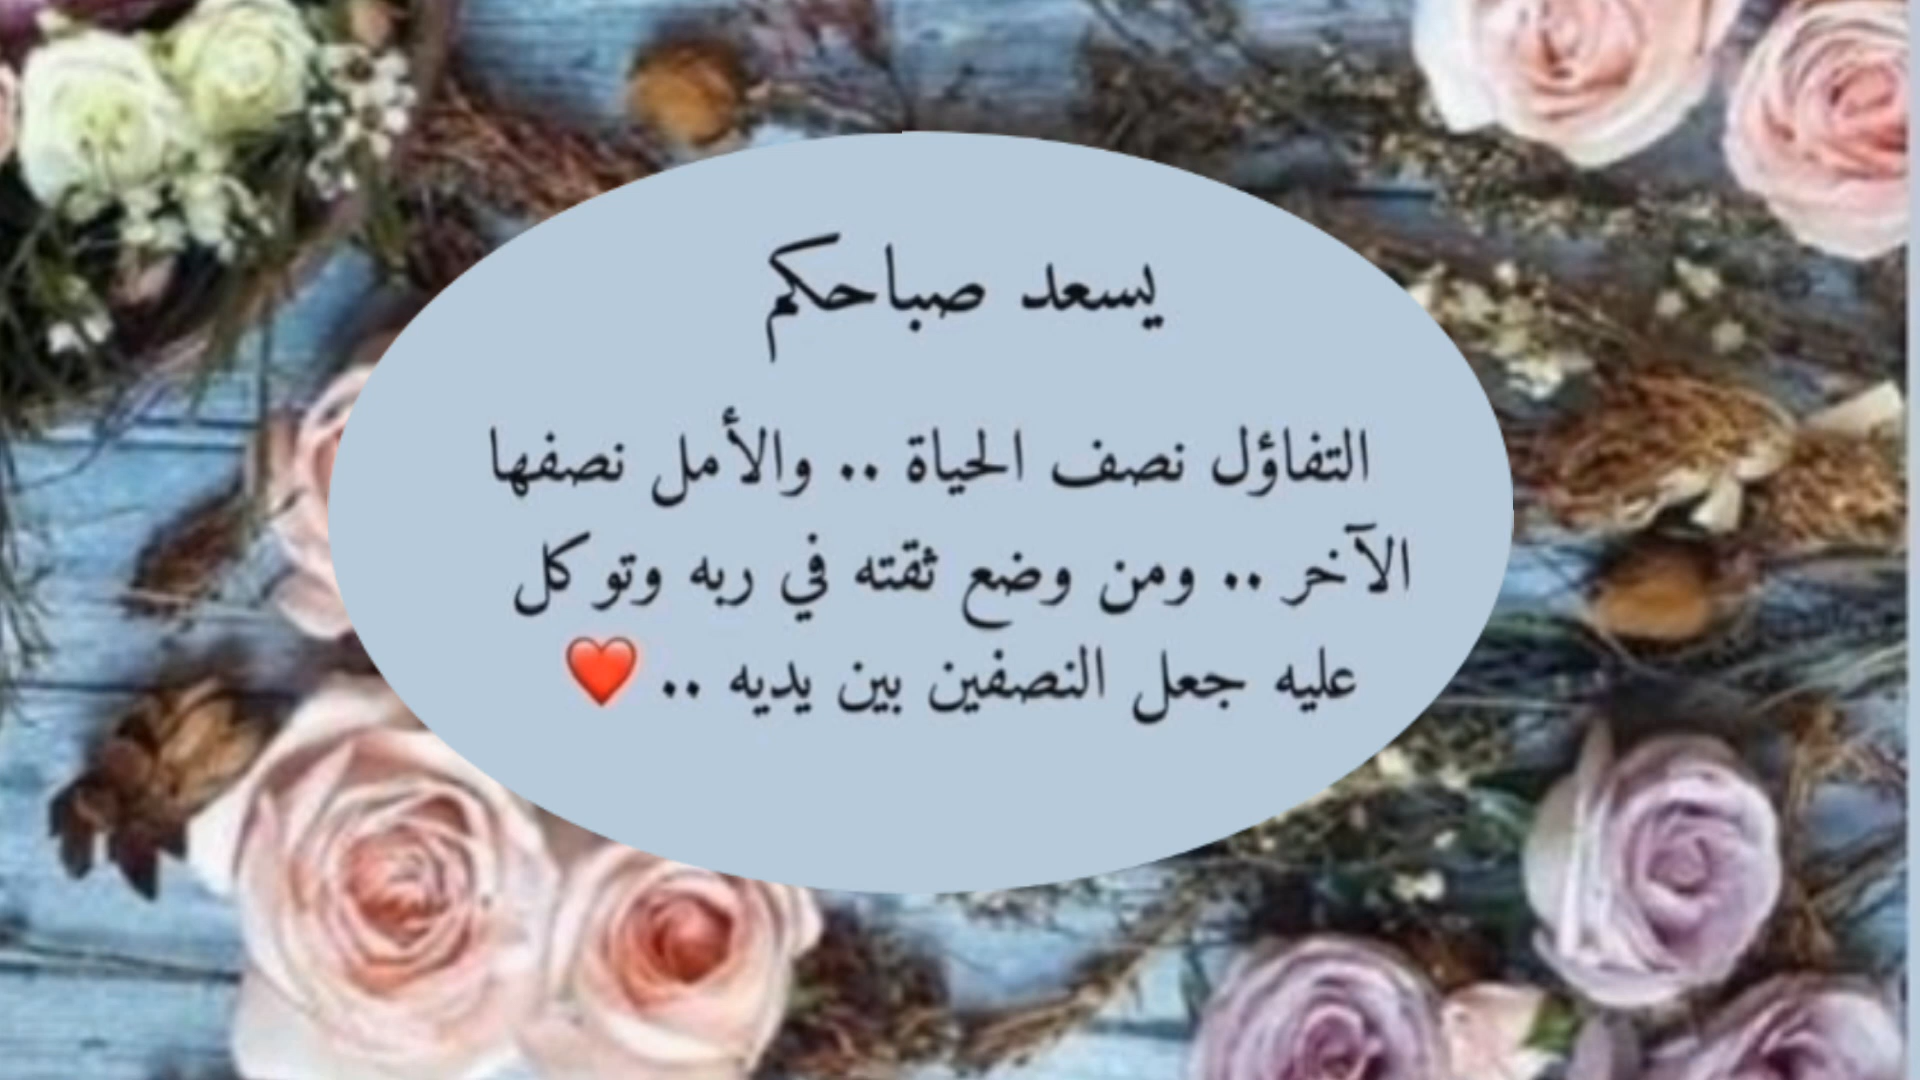 يسعد صباحكم
التفاؤل نصف الحياة .. والأمل نصفها
الآخر .. ومن وضع ثقته في ربه وتوكل
عليه جعل النصفين بين يديه .. ❤️